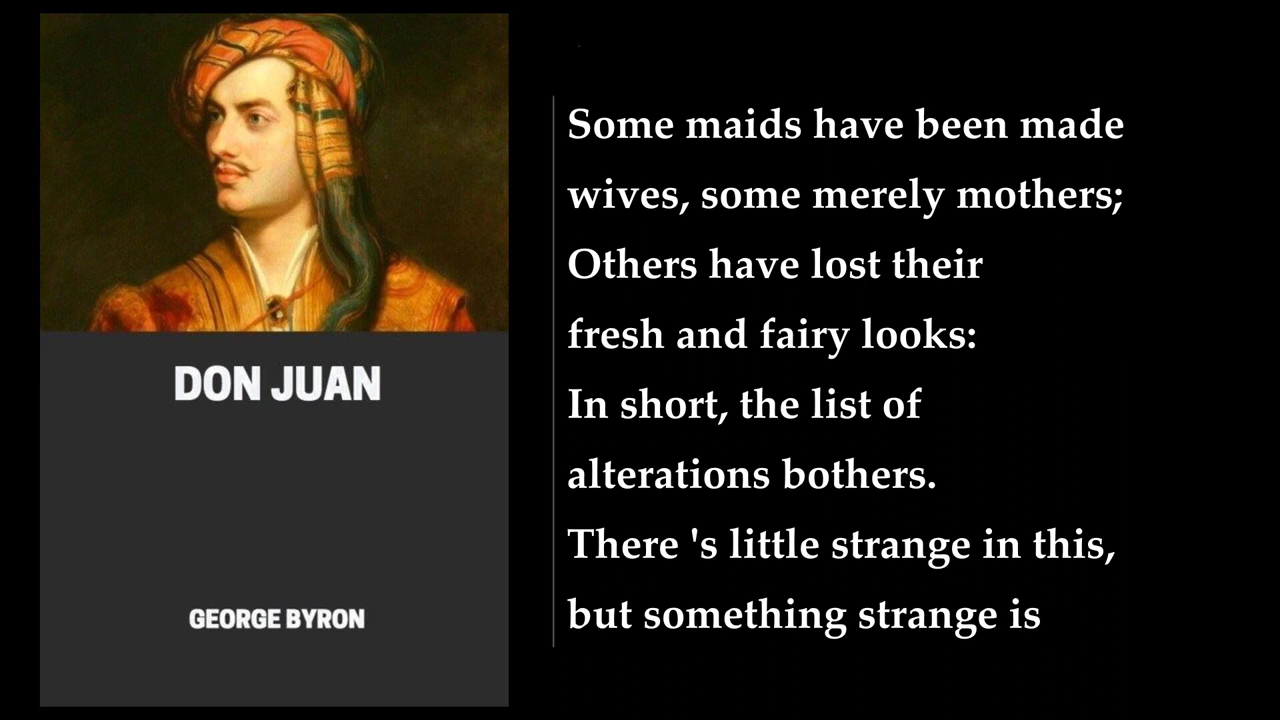 DON JUAN
GEORGE BYRON
Some maids have been made
wives, some merely mothers;
Others have lost their
fresh and fairy looks:
In short, the list of
alterations bothers.
There 's little strange in this,
but something strange is